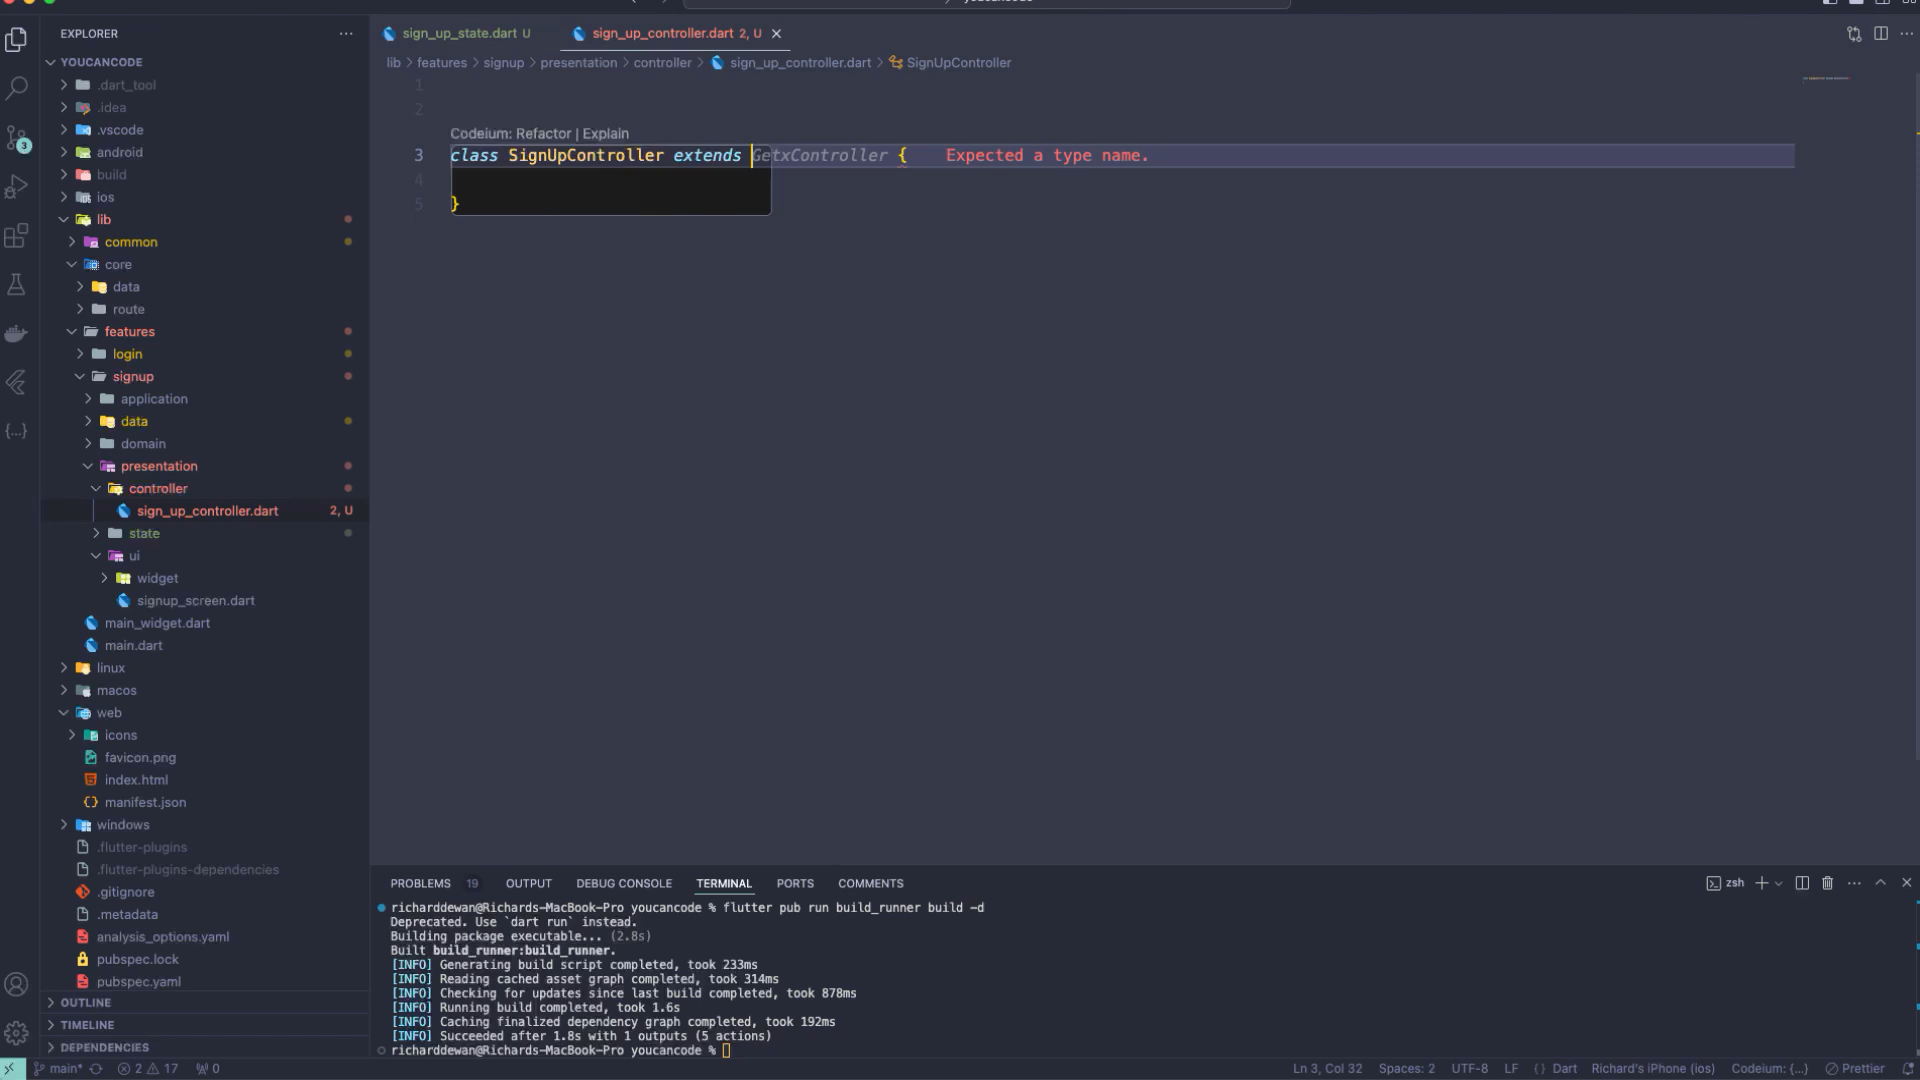 EXPLORER
sign_up_state.dart U
sign_up_controller.dart 2, U
YOUCANCODE
lib > features > signup > presentation > controller > sign_up_controller.dart > SignUpController
.dart_tool
.idea
.vscode
android
build
ios
lib
common
core
data
route
features
login
signup
application
data
domain
presentation
controller
sign_up_controller.dart 2, U
state
ui
widget
signup_screen.dart
main_widget.dart
main.dart
linux
macos
web
icons
favicon.png
index.html
manifest.json
windows
.flutter-plugins
.flutter-plugins-dependencies
.gitignore
.metadata
analysis_options.yaml
pubspec.lock
pubspec.yaml
OUTLINE
TIMELINE
DEPENDENCIES
3
1
2
Codeium: Refactor | Explain
3 class SignUpController extends GetxController { Expected a type name.
4
5 }
PROBLEMS 19 OUTPUT DEBUG CONSOLE TERMINAL PORTS COMMENTS
zsh
richarddewan@Richards-MacBook-Pro youcancode % flutter pub run build_runner build -d
Deprecated. Use `dart run` instead.
Building package executable... (2.8s)
Built build_runner:build_runner.
[INFO] Generating build script completed, took 233ms
[INFO] Reading cached asset graph completed, took 314ms
[INFO] Checking for updates since last build completed, took 878ms
[INFO] Running build completed, took 1.6s
[INFO] Caching finalized dependency graph completed, took 192ms
[INFO] Succeeded after 1.8s with 1 outputs (5 actions)
richarddewan@Richards-MacBook-Pro youcancode %
main* 2 17 0
Ln 3, Col 32 Spaces: 2 UTF-8 LF {} Dart Richard's iPhone (ios) Codeium: {...} Prettier